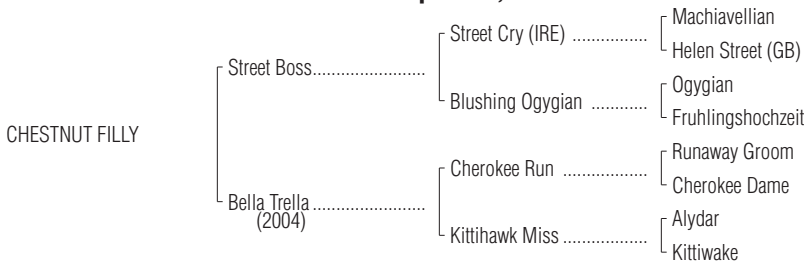 Machiavellian
Street Cry (IRE) ................
Helen Street (GB)
Street Boss.......................
Ogygian
Blushing Ogygian ............
Fruhlingshochzeit
CHESTNUT FILLY
Runaway Groom
Cherokee Run ..................
Cherokee Dame
Bella Trella.......................
(2004)
Alydar
Kittihawk Miss ..................
Kittiwake